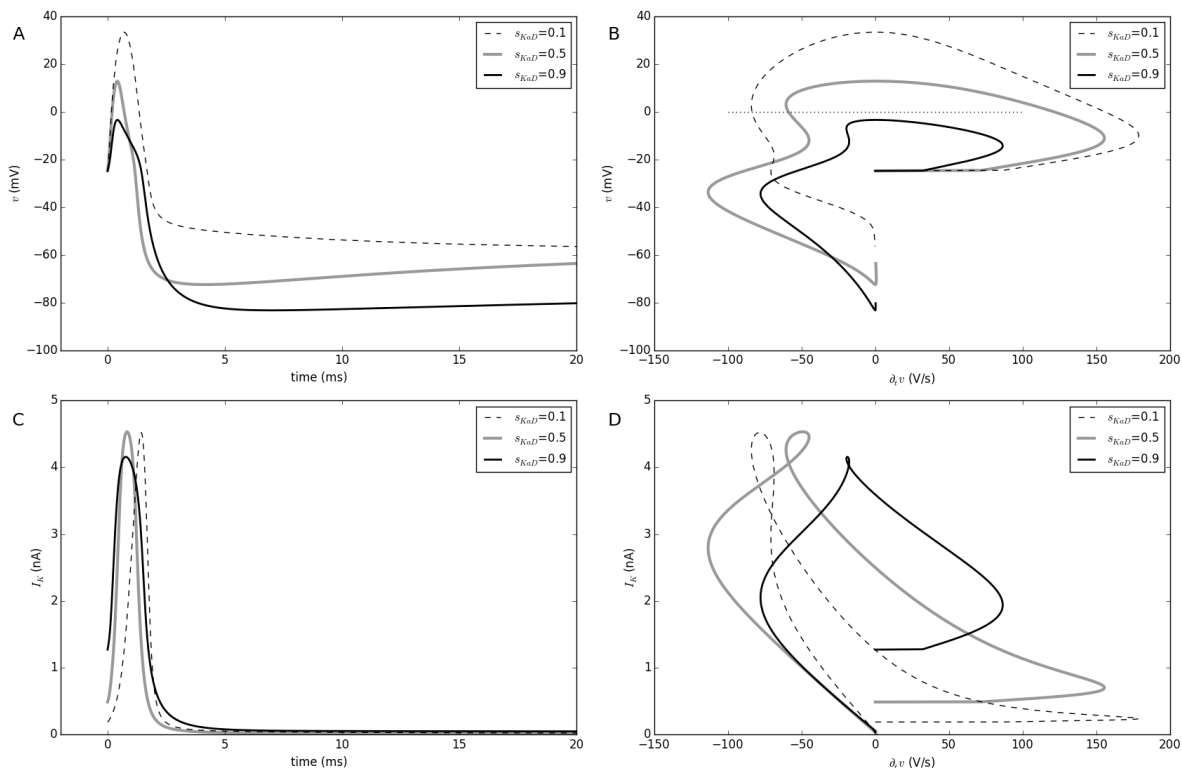 A
40
20
0
−20
−40
−60
−80
−100
v (mV)
0 5 10 15 20
time (ms)
s_KaD=0.1
s_KaD=0.5
s_KaD=0.9
B
40
20
0
−20
−40
−60
−80
−100
v (mV)
−150 −100 −50 0 50 100 150 200
∂_t v (V/s)
s_KaD=0.1
s_KaD=0.5
s_KaD=0.9
C
5
4
3
2
1
0
I_K (nA)
0 5 10 15 20
time (ms)
s_KaD=0.1
s_KaD=0.5
s_KaD=0.9
D
5
4
3
2
1
0
I_K (nA)
−150 −100 −50 0 50 100 150 200
∂_t v (V/s)
s_KaD=0.1
s_KaD=0.5
s_KaD=0.9